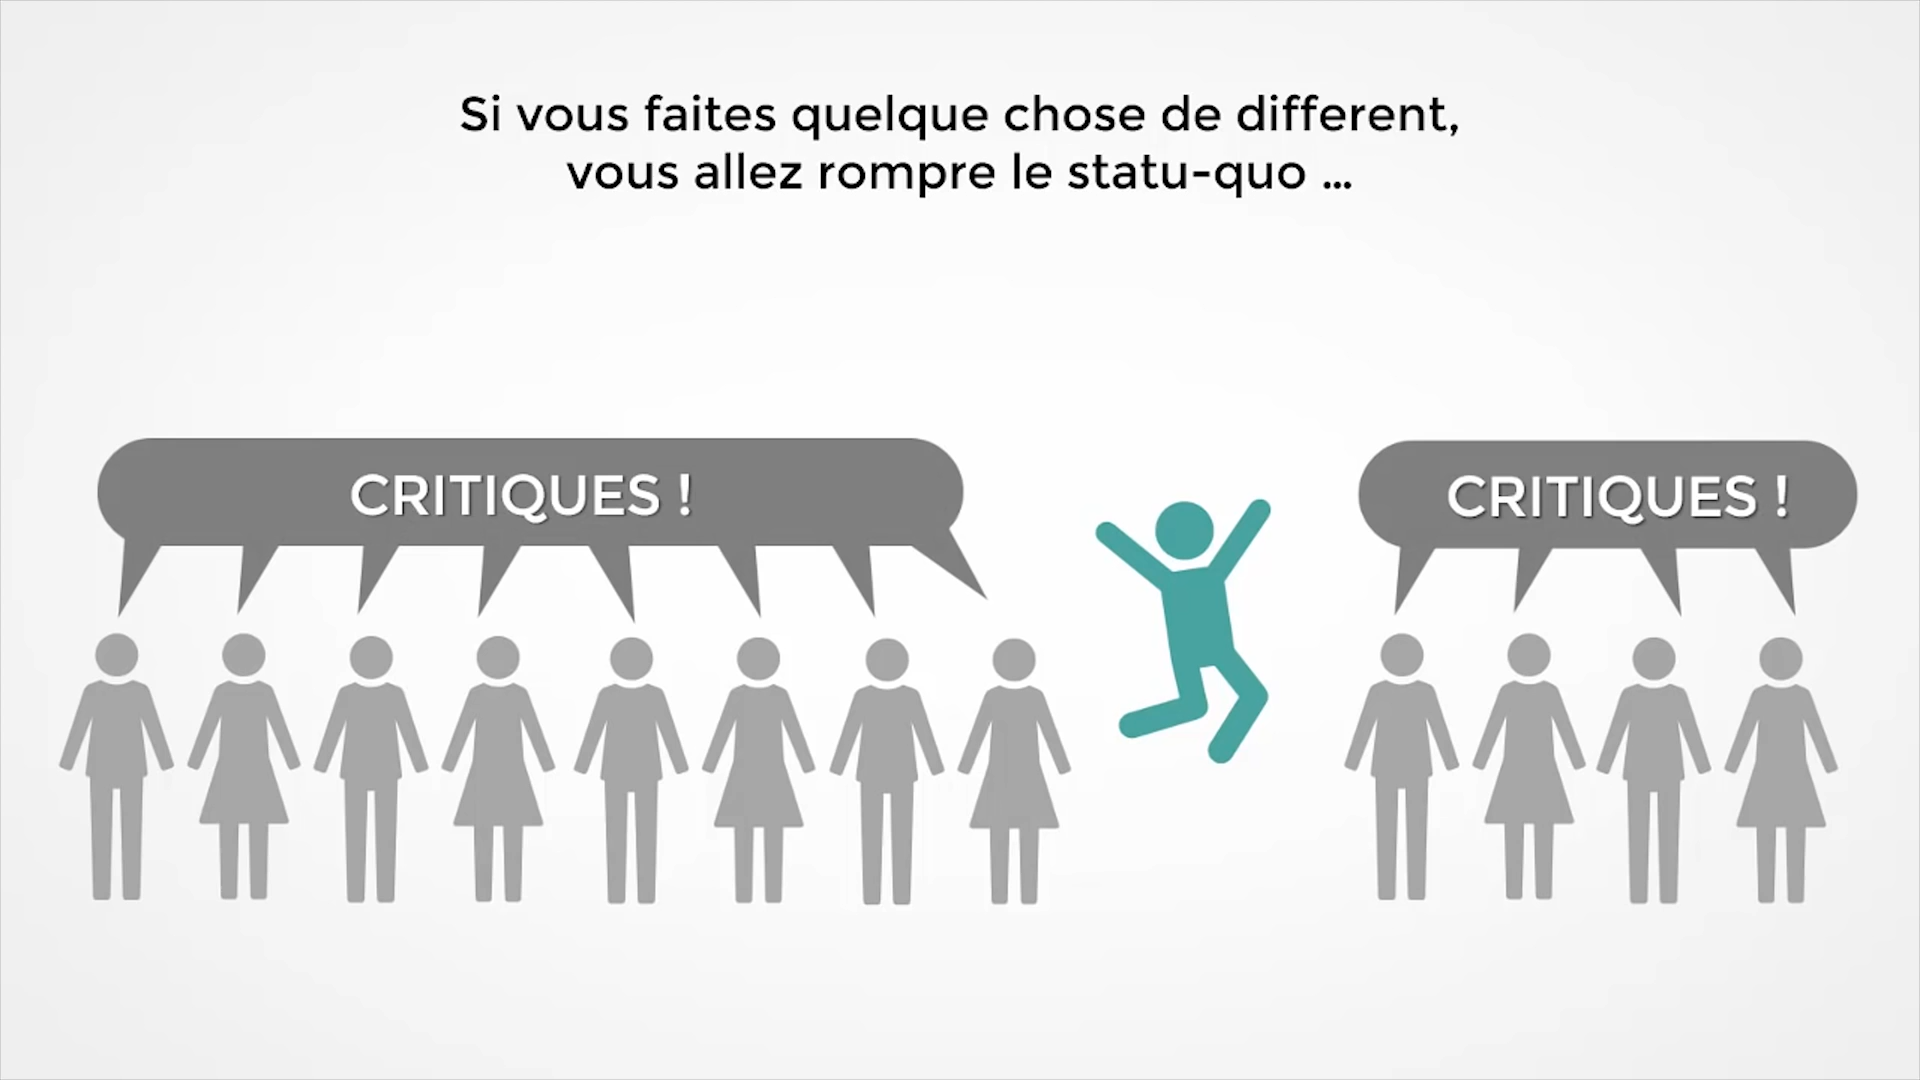 Si vous faites quelque chose de different,
vous allez rompre le statu-quo ...
CRITIQUES !
CRITIQUES !